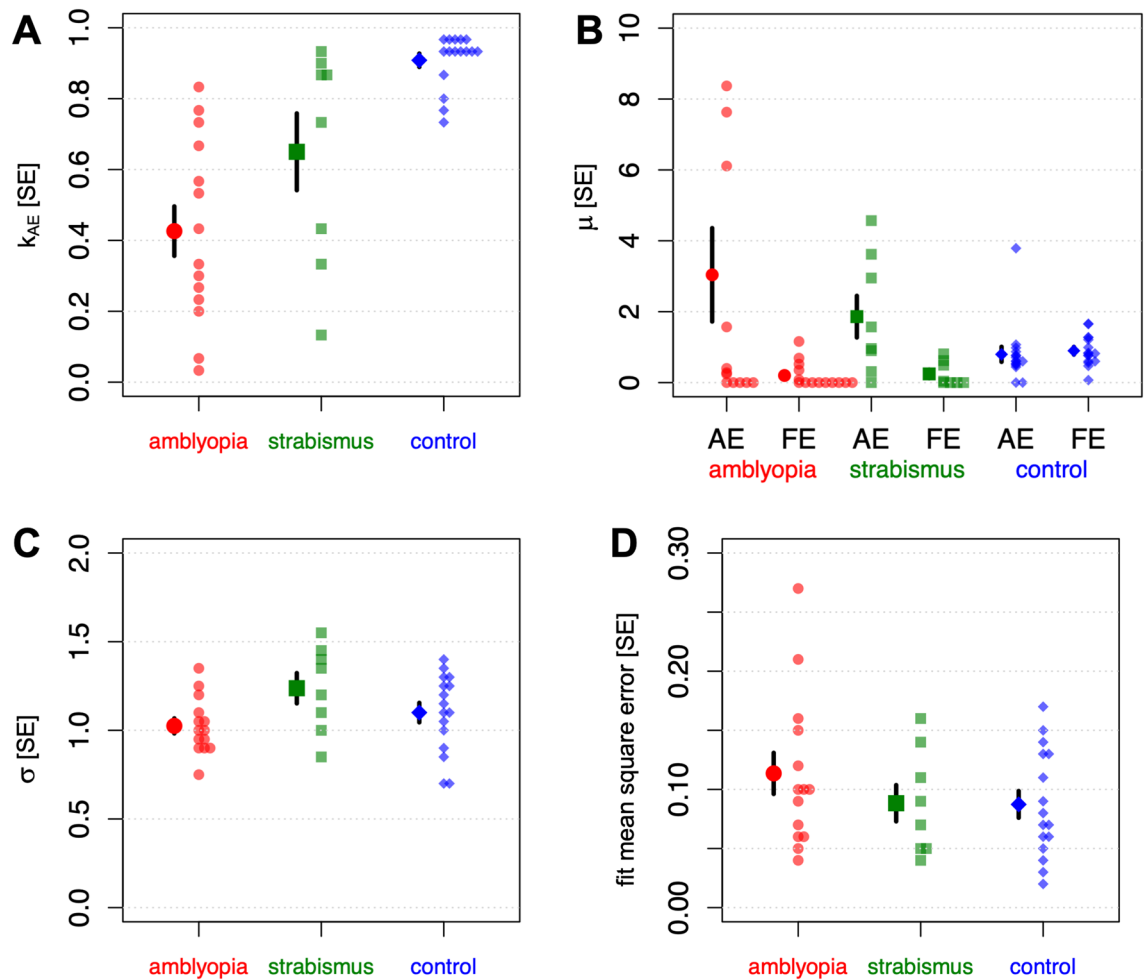 A
k_AE [SE]
1.0
0.8
0.6
0.4
0.2
0.0
amblyopia strabismus control
B
μ [SE]
10
8
6
4
2
0
AE FE AE FE AE FE
amblyopia strabismus control
C
σ [SE]
2.0
1.5
1.0
0.5
0.0
amblyopia strabismus control
D
fit mean square error [SE]
0.30
0.20
0.10
0.00
amblyopia strabismus control